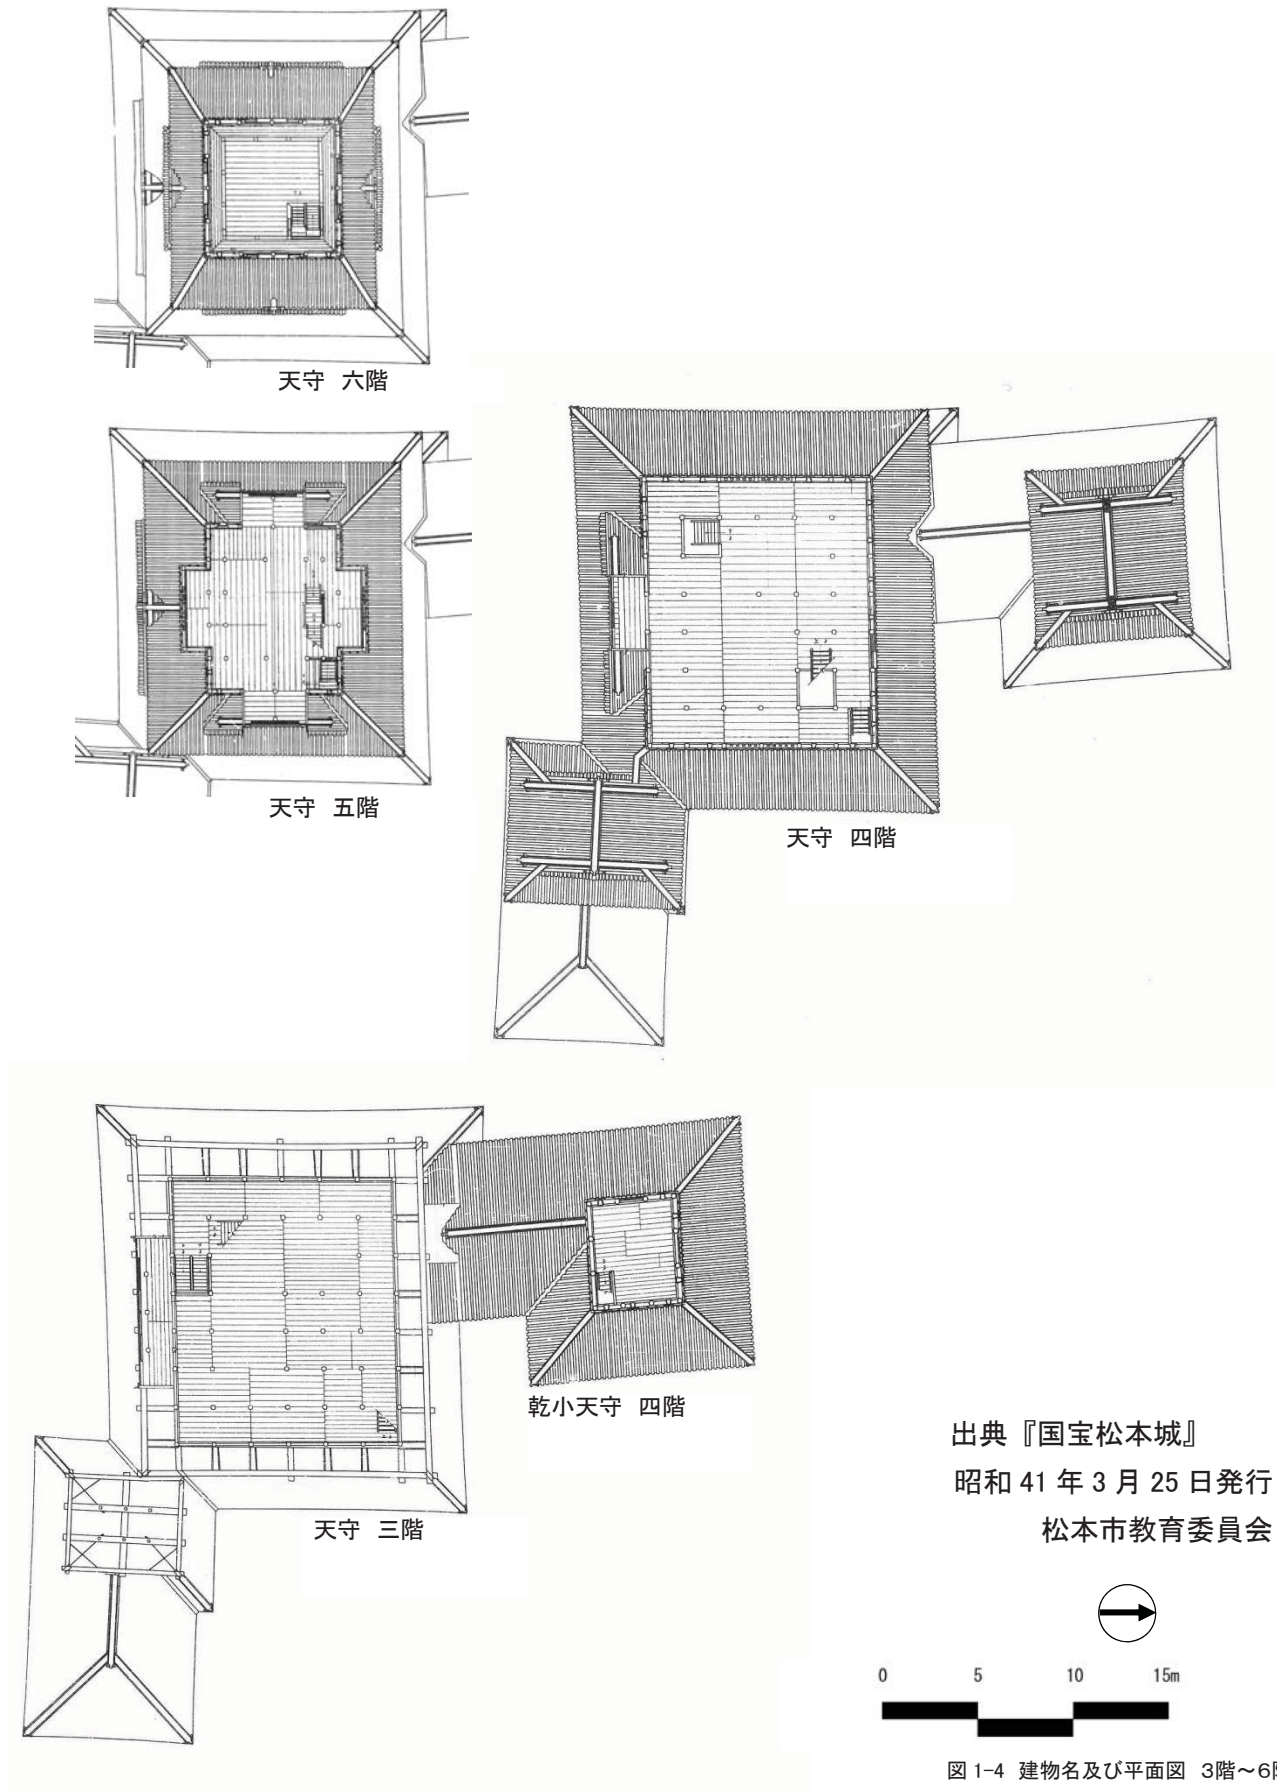 天守 六階
天守 五階
天守 四階
乾小天守 四階
天守 三階
出典『国宝松本城』
昭和 41 年 3 月 25 日発行
松本市教育委員会
0 5 10 15m
図 1-4 建物名及び平面図 3階～6